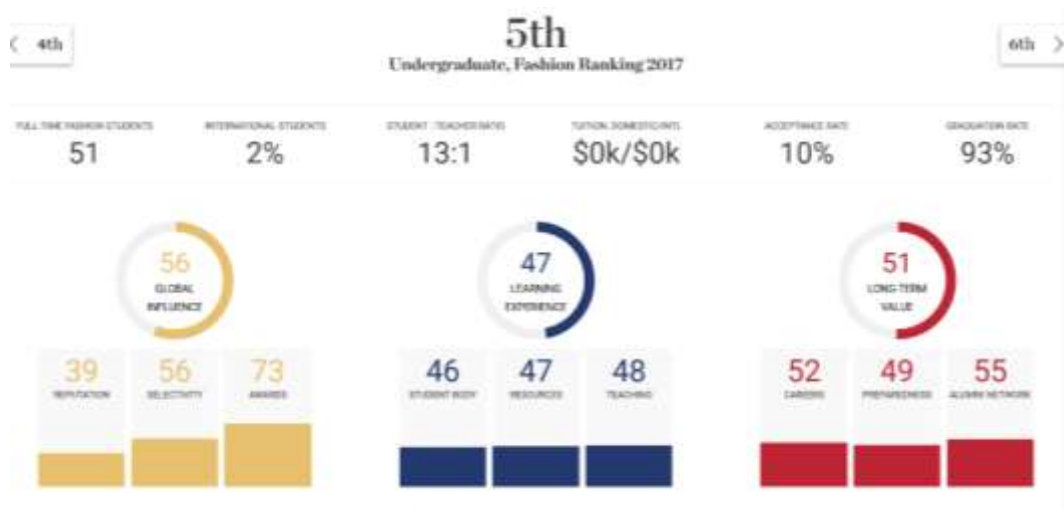 4th
5th
6th
Undergraduate, Fashion Ranking 2017
FULL-TIME FASHION STUDENTS
INTERNATIONAL STUDENTS
STUDENT : TEACHER RATIO
TUITION, DOMESTIC/INTL
ACCEPTANCE RATE
GRADUATION RATE
51
2%
13:1
$0k/$0k
10%
93%
56
GLOBAL
INFLUENCE
47
LEARNING
EXPERIENCE
51
LONG-TERM
VALUE
39
REPUTATION
56
SELECTIVITY
73
AWARDS
46
STUDENT BODY
47
RESOURCES
48
TEACHING
52
CAREERS
49
PREPAREDNESS
55
ALUMNI NETWORK